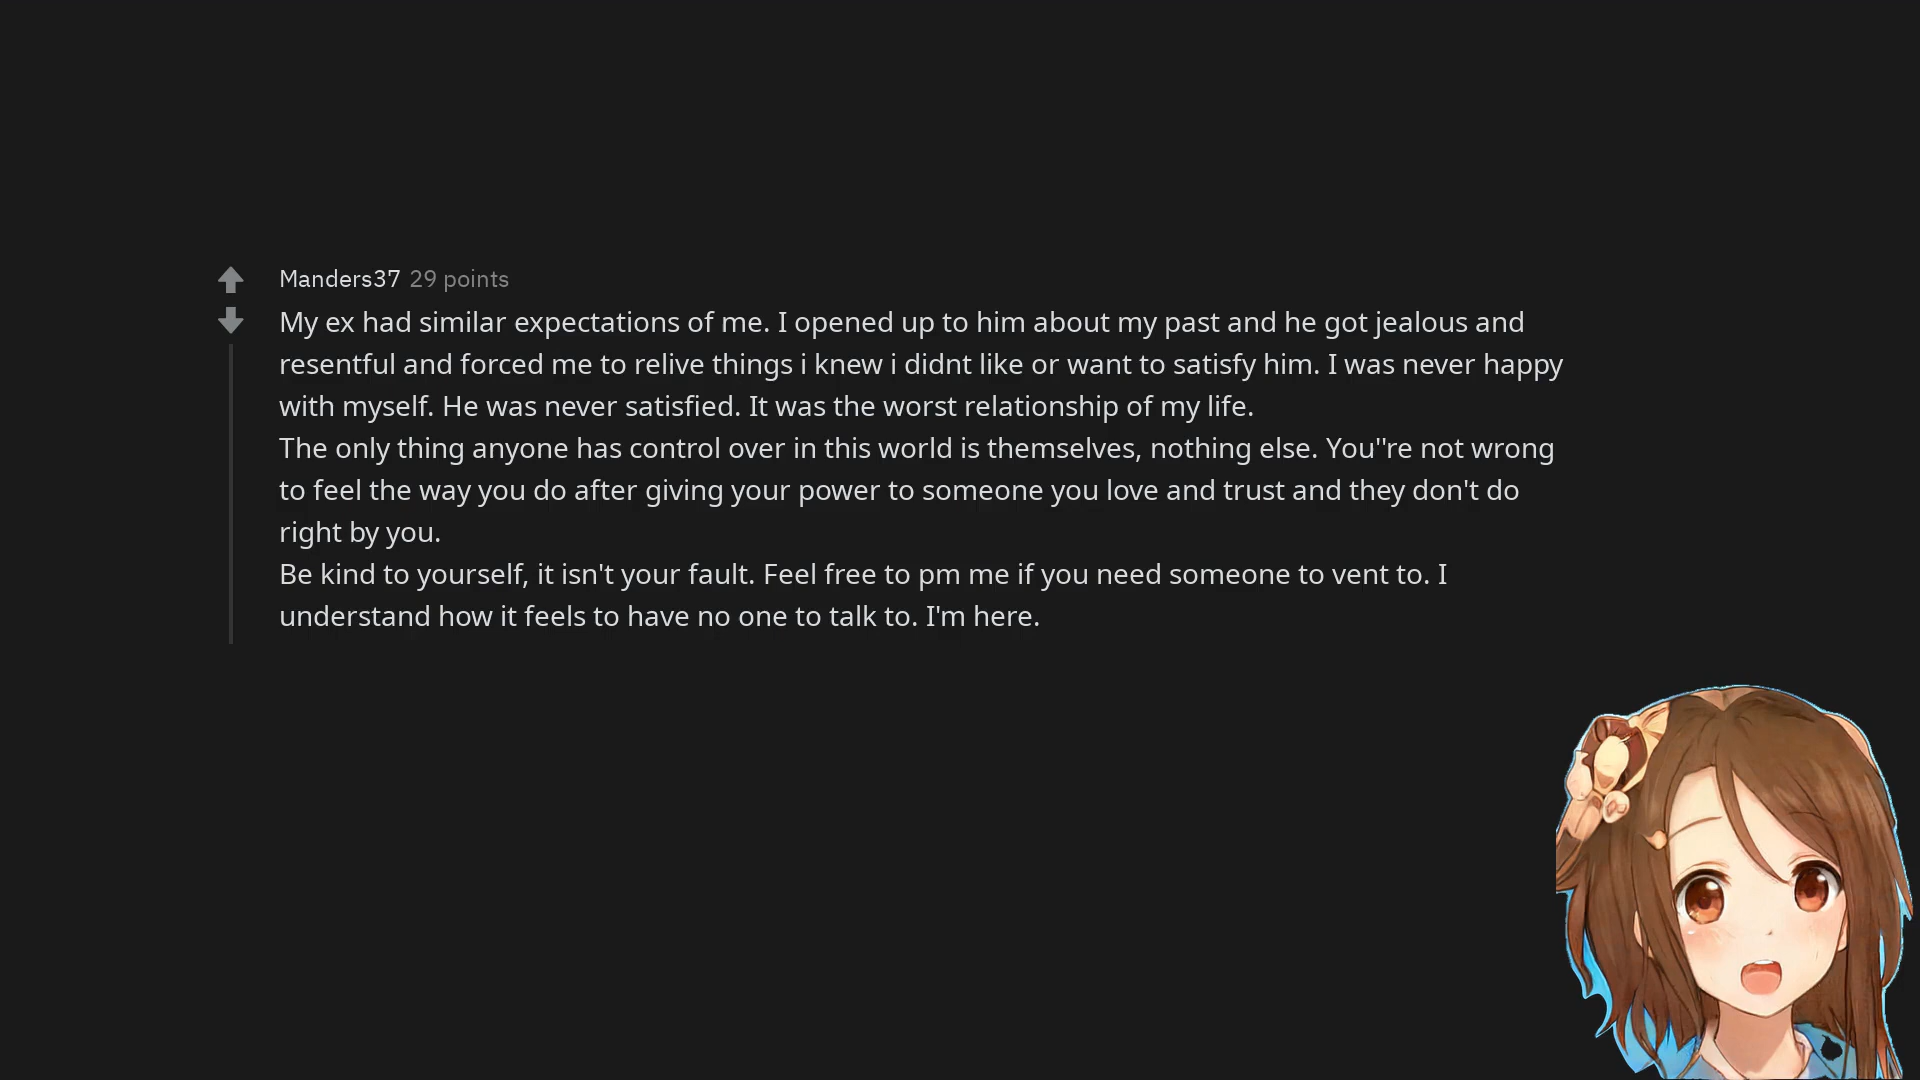 Manders37 29 points
My ex had similar expectations of me. I opened up to him about my past and he got jealous and
resentful and forced me to relive things i knew i didnt like or want to satisfy him. I was never happy
with myself. He was never satisfied. It was the worst relationship of my life.
The only thing anyone has control over in this world is themselves, nothing else. You''re not wrong
to feel the way you do after giving your power to someone you love and trust and they don't do
right by you.
Be kind to yourself, it isn't your fault. Feel free to pm me if you need someone to vent to. I
understand how it feels to have no one to talk to. I'm here.